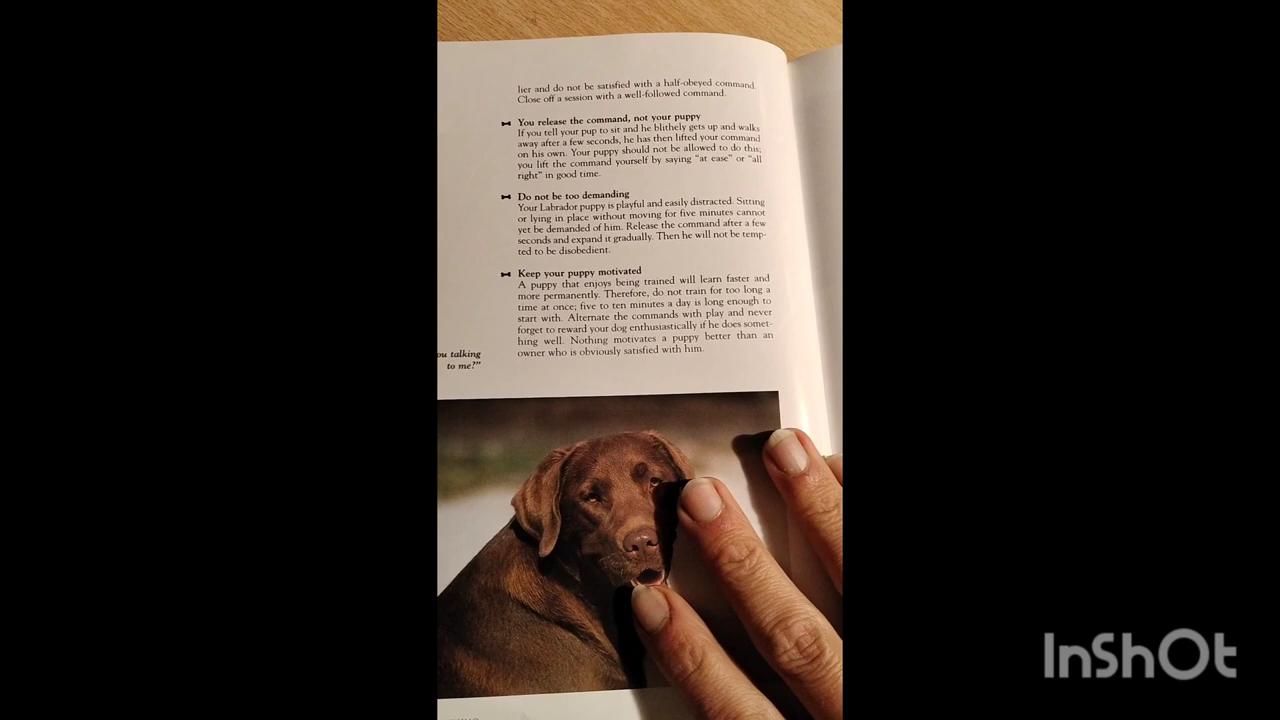 lier and do not be satisfied with a half-obeyed command.
Close off a session with a well-followed command.
You release the command, not your puppy
If you tell your pup to sit and he blithely gets up and walks
away after a few seconds, he has then lifted your command
on his own. Your puppy should not be allowed to do this;
you lift the command yourself by saying “at ease” or “all
right” in good time.
Do not be too demanding
Your Labrador puppy is playful and easily distracted. Sitting
or lying in place without moving for five minutes cannot
yet be demanded of him. Release the command after a few
seconds and expand it gradually. Then he will not be temp-
ted to be disobedient.
Keep your puppy motivated
A puppy that enjoys being trained will learn faster and
more permanently. Therefore, do not train for too long a
time at once; five to ten minutes a day is long enough to
start with. Alternate the commands with play and never
forget to reward your dog enthusiastically if he does somet-
hing well. Nothing motivates a puppy better than an
owner who is obviously satisfied with him.
ou talking
to me?”
InShOt